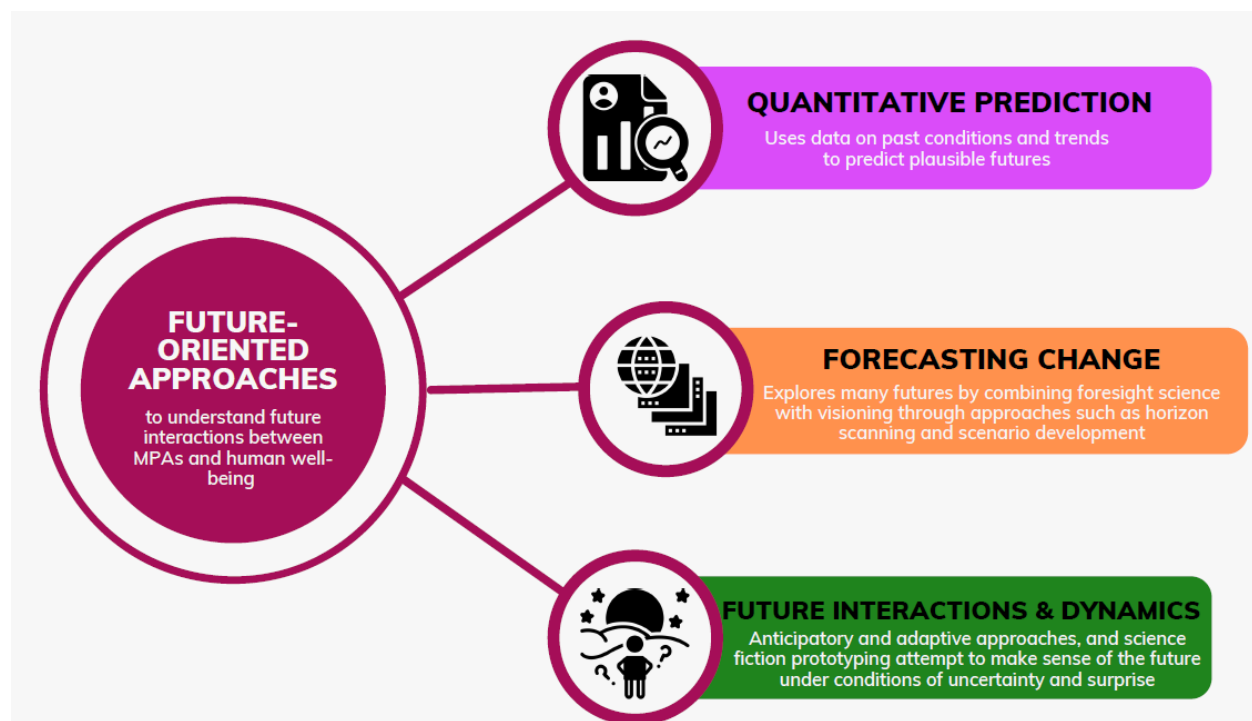 FUTURE-
ORIENTED
APPROACHES
to understand future
interactions between
MPAs and human well-
being
QUANTITATIVE PREDICTION
Uses data on past conditions and trends
to predict plausible futures
FORECASTING CHANGE
Explores many futures by combining foresight science
with visioning through approaches such as horizon
scanning and scenario development
FUTURE INTERACTIONS & DYNAMICS
Anticipatory and adaptive approaches, and science
fiction prototyping attempt to make sense of the future
under conditions of uncertainty and surprise